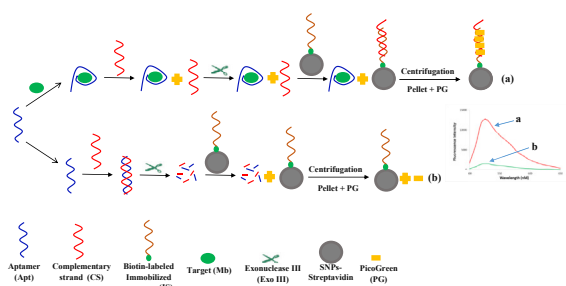 Centrifugation
Pellet + PG
(a)
Centrifugation
Pellet + PG
(b)
a
b
Fluorescence intensity
Wavelength (nM)
Aptamer
(Apt)
Complementary
strand (CS)
Biotin-labeled
Immobilized
Target (Mb)
Exonuclease III
(Exo III)
SNPs-
Streptavidin
PicoGreen
(PG)